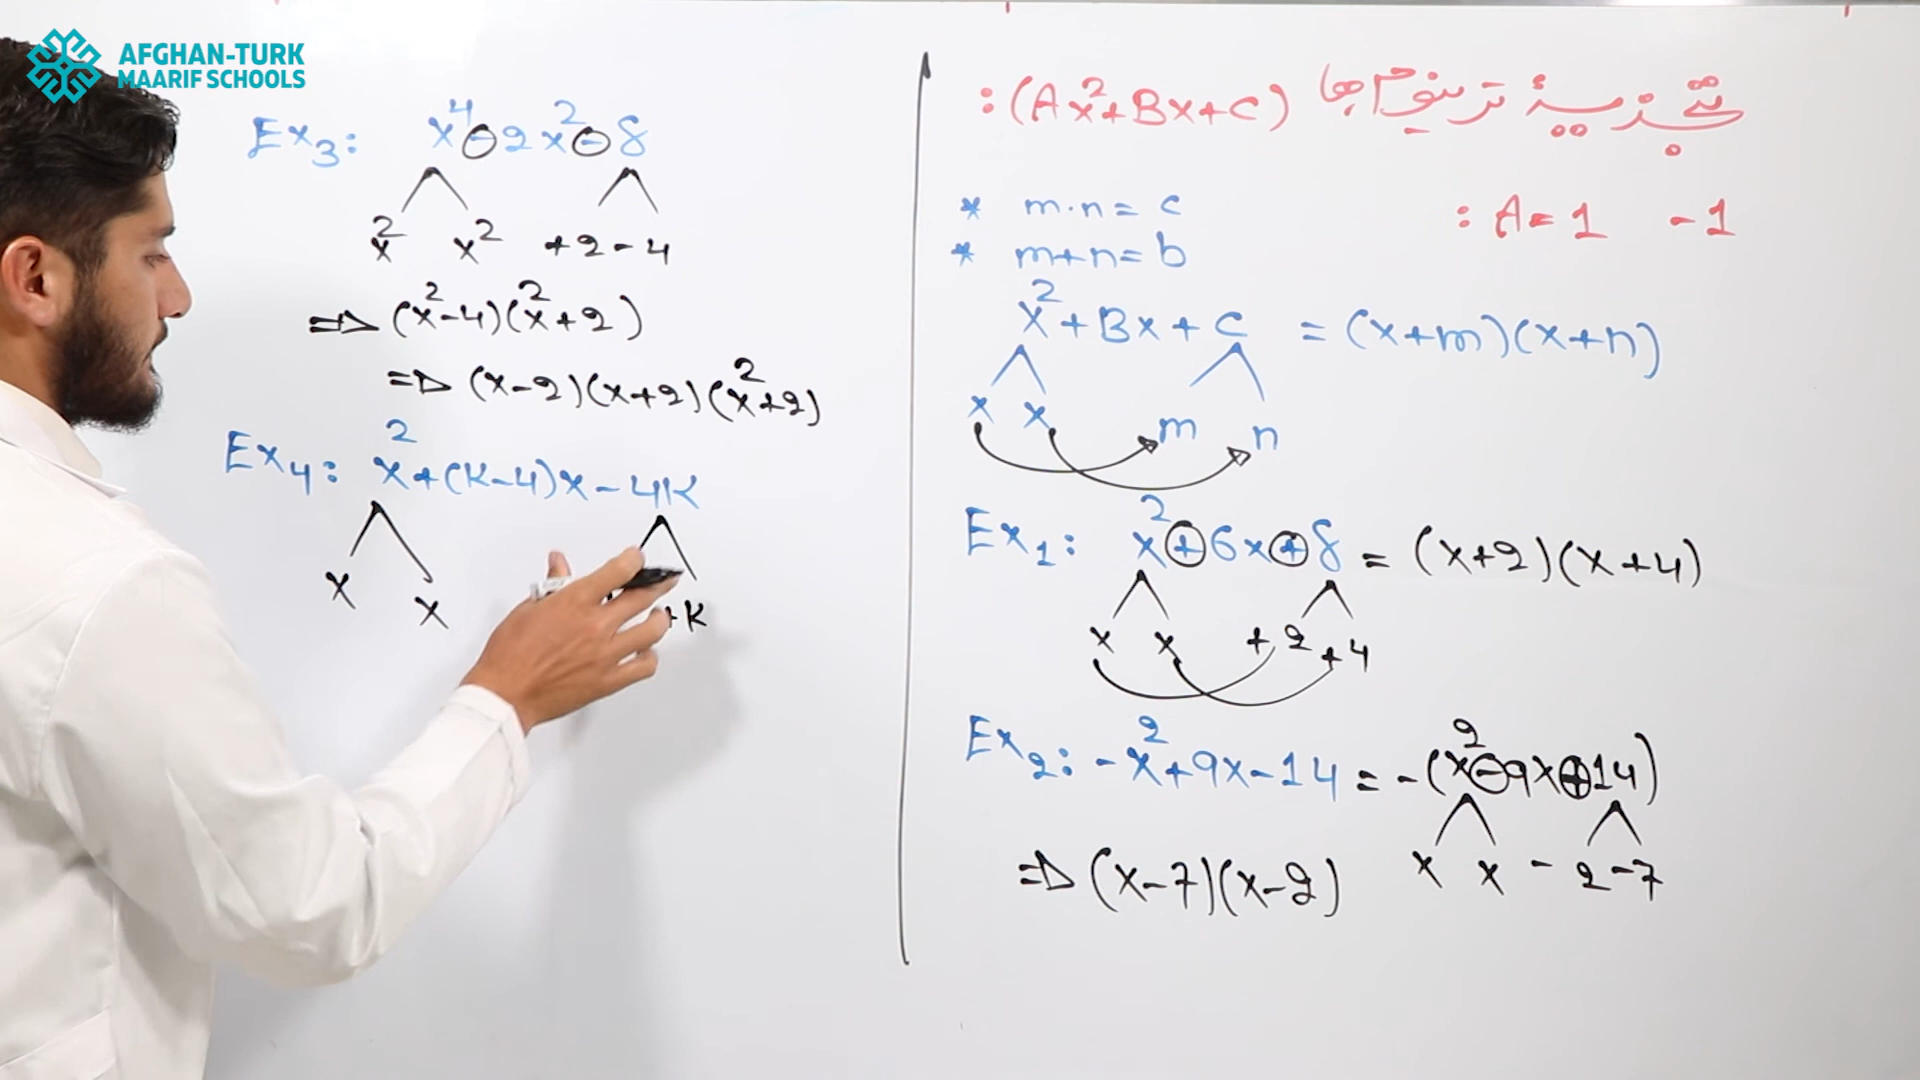 AFGHAN-TURK
MAARIF SCHOOLS
Ex3: x⁴-2x²-8
x² x² +2 -4
=> (x²-4)(x²+2)
=> (x-2)(x+2)(x²+2)
Ex4: x²+(K-4)x-4K
x x +K
تجزیۀ ترینوم ها (Ax²+Bx+C):
: A=1 -1
* m·n=c
* m+n=b
x²+Bx+C = (x+m)(x+n)
x x m n
Ex1: x²+6x+8 = (x+2)(x+4)
x x +2 +4
Ex2: -x²+9x-14 = -(x²-9x+14)
x x -2 -7
=> (x-7)(x-2)